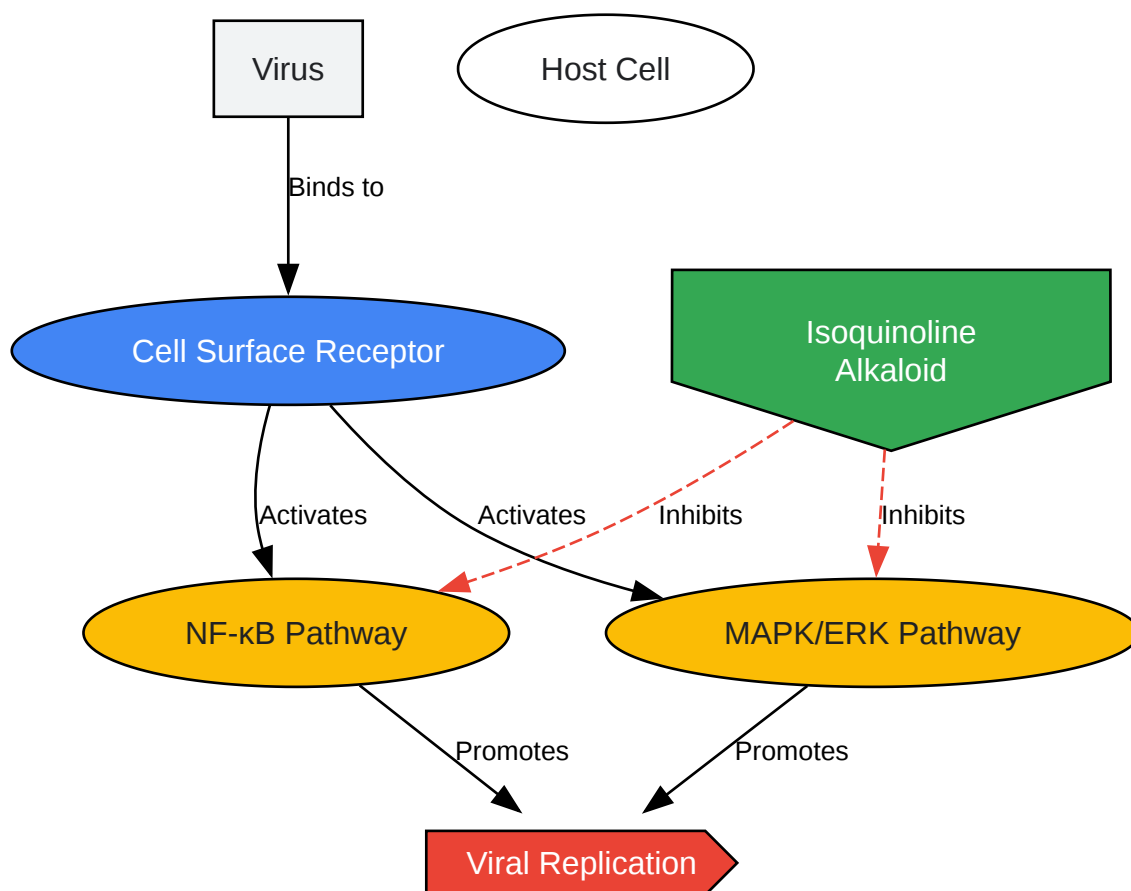 Virus
Host Cell
Binds to
Cell Surface Receptor
Isoquinoline
Alkaloid
Activates
Activates
Inhibits
Inhibits
NF-κB Pathway
MAPK/ERK Pathway
Promotes
Promotes
Viral Replication